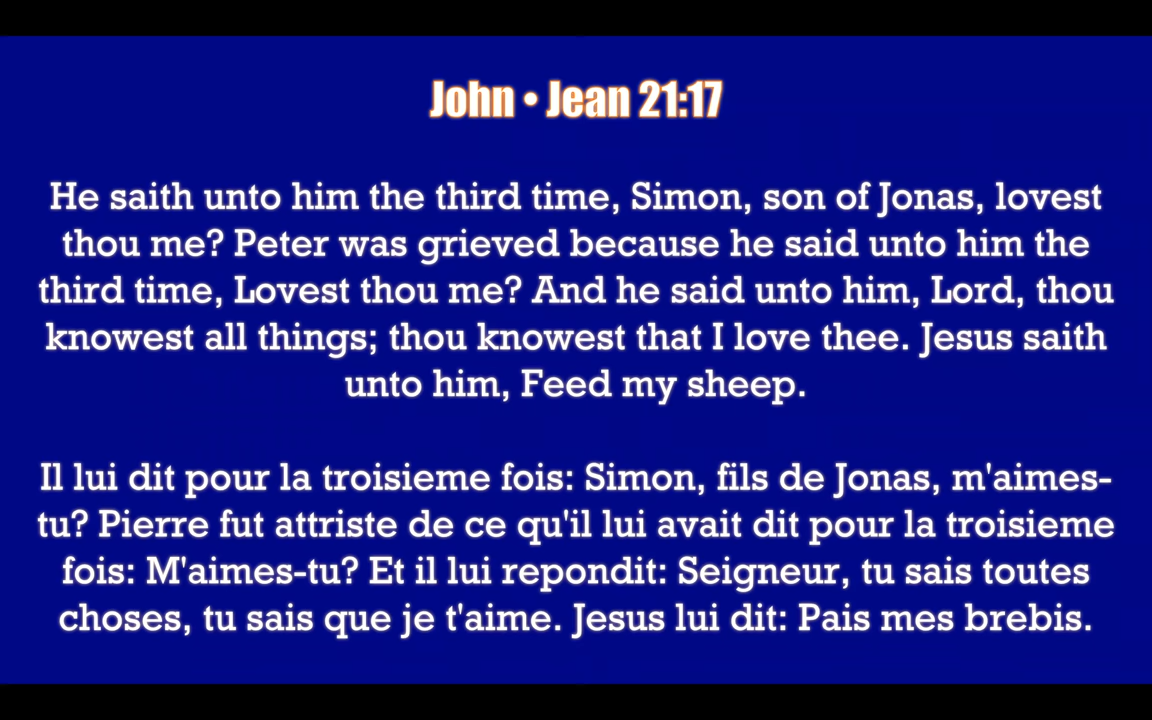 John • Jean 21:17
He saith unto him the third time, Simon, son of Jonas, lovest
thou me? Peter was grieved because he said unto him the
third time, Lovest thou me? And he said unto him, Lord, thou
knowest all things; thou knowest that I love thee. Jesus saith
unto him, Feed my sheep.
Il lui dit pour la troisieme fois: Simon, fils de Jonas, m'aimes-
tu? Pierre fut attriste de ce qu'il lui avait dit pour la troisieme
fois: M'aimes-tu? Et il lui repondit: Seigneur, tu sais toutes
choses, tu sais que je t'aime. Jesus lui dit: Pais mes brebis.